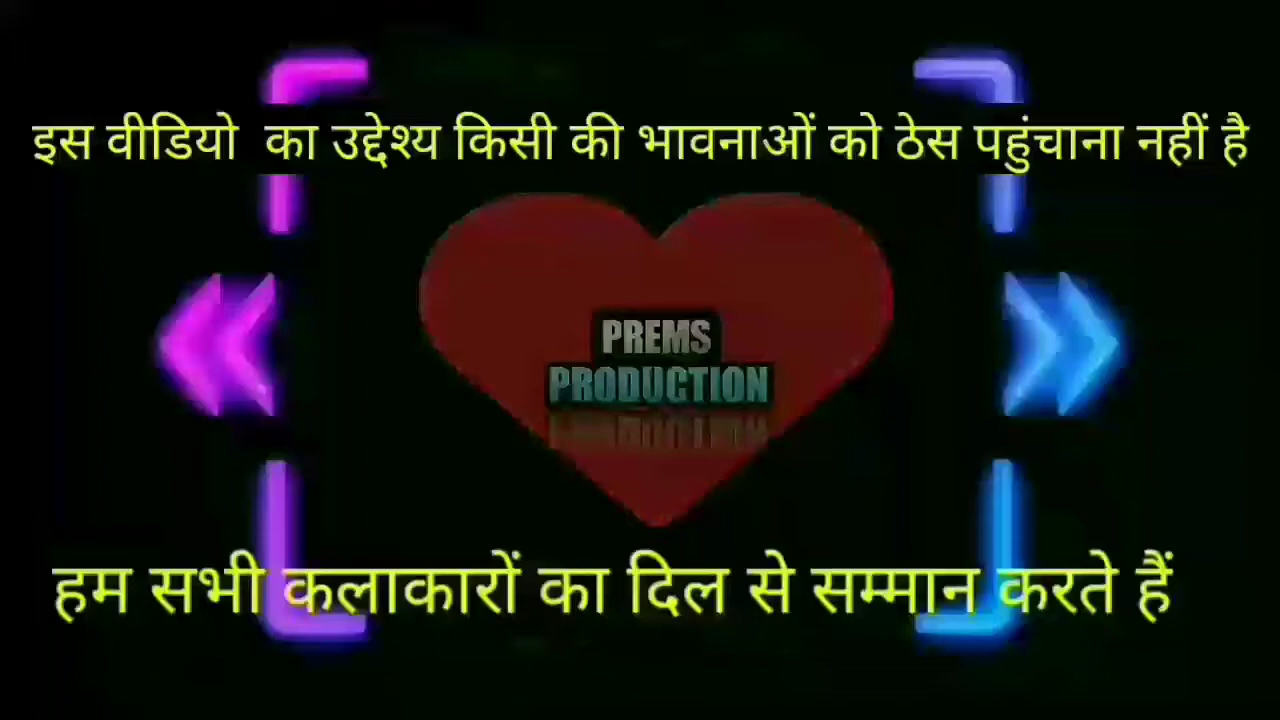 इस वीडियो का उद्देश्य किसी की भावनाओं को ठेस पहुंचाना नहीं है
PREMS
PRODUCTION
हम सभी कलाकारों का दिल से सम्मान करते हैं